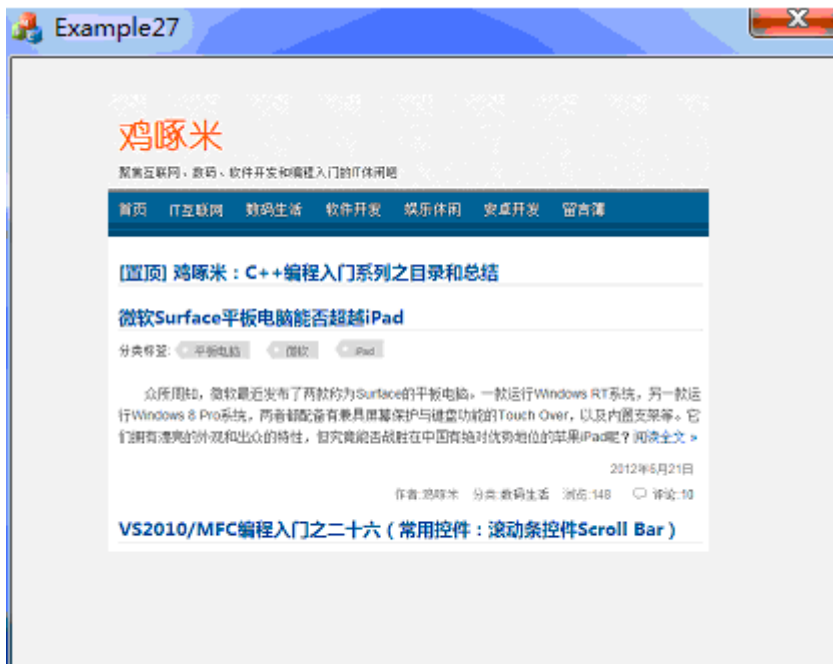 Example27
鸡啄米
聚集互联网、数码、软件开发和编程入门的IT休闲吧
首页 IT互联网 数码生活 软件开发 娱乐休闲 安卓开发 留言簿
[置顶] 鸡啄米：C++编程入门系列之目录和总结
微软Surface平板电脑能否超越iPad
分类标签: 平板电脑 微软 iPad
众所周知，微软最近发布了两款称为Surface的平板电脑。一款运行Windows RT系统，另一款运
行Windows 8 Pro系统，两者都配备有兼具屏幕保护与键盘功能的Touch Over，以及内置支架等。它
们拥有漂亮的外观和出众的特性，但究竟能否战胜在中国有绝对优势地位的苹果iPad呢？阅读全文 »
2012年6月21日
作者:鸡啄米 分类:数码生活 浏览:148 评论:10
VS2010/MFC编程入门之二十六（常用控件：滚动条控件Scroll Bar）